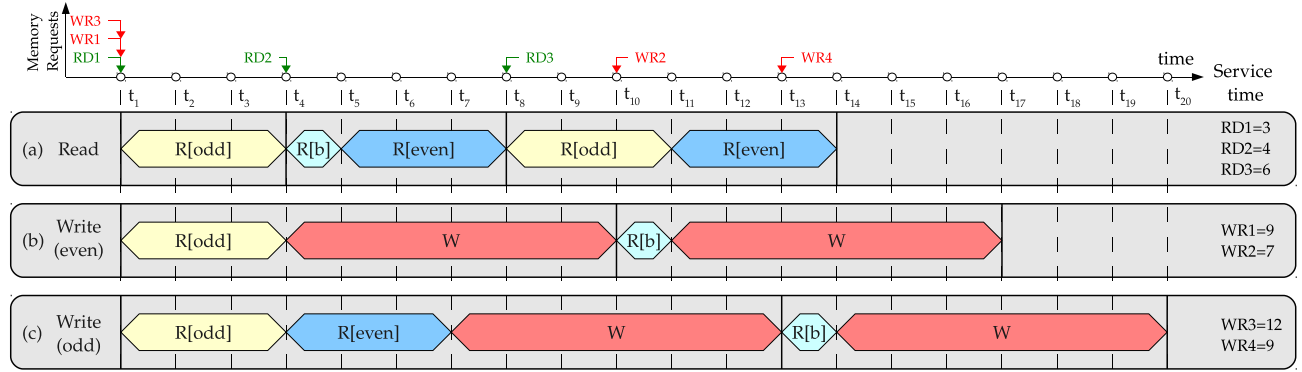 Memory
Requests
WR3
WR1
RD1
RD2
RD3
WR2
WR4
time
Service
time
t1 t2 t3 t4 t5 t6 t7 t8 t9 t10 t11 t12 t13 t14 t15 t16 t17 t18 t19 t20
(a) Read
R[odd] R[b] R[even] R[odd] R[even]
RD1=3
RD2=4
RD3=6
(b) Write
(even)
R[odd] W R[b] W
WR1=9
WR2=7
(c) Write
(odd)
R[odd] R[even] W R[b] W
WR3=12
WR4=9